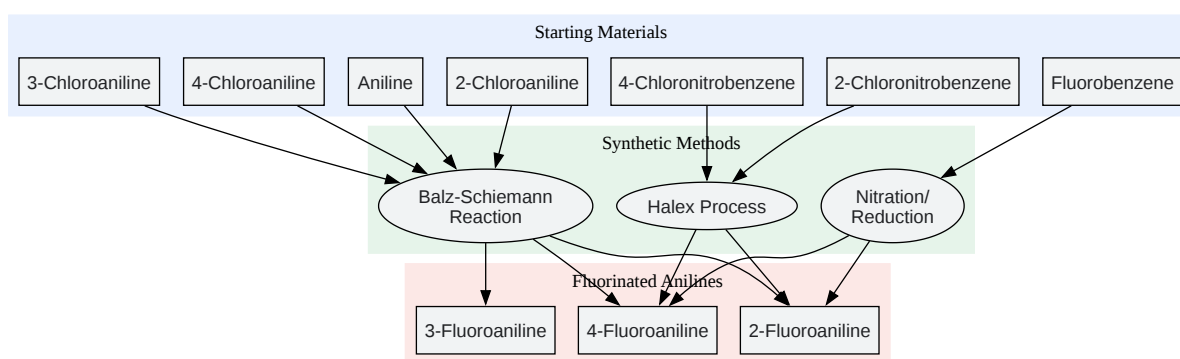 Starting Materials
3-Chloroaniline
4-Chloroaniline
Aniline
2-Chloroaniline
4-Chloronitrobenzene
2-Chloronitrobenzene
Fluorobenzene
Synthetic Methods
Balz-Schiemann
Reaction
Halex Process
Nitration/
Reduction
Fluorinated Anilines
3-Fluoroaniline
4-Fluoroaniline
2-Fluoroaniline